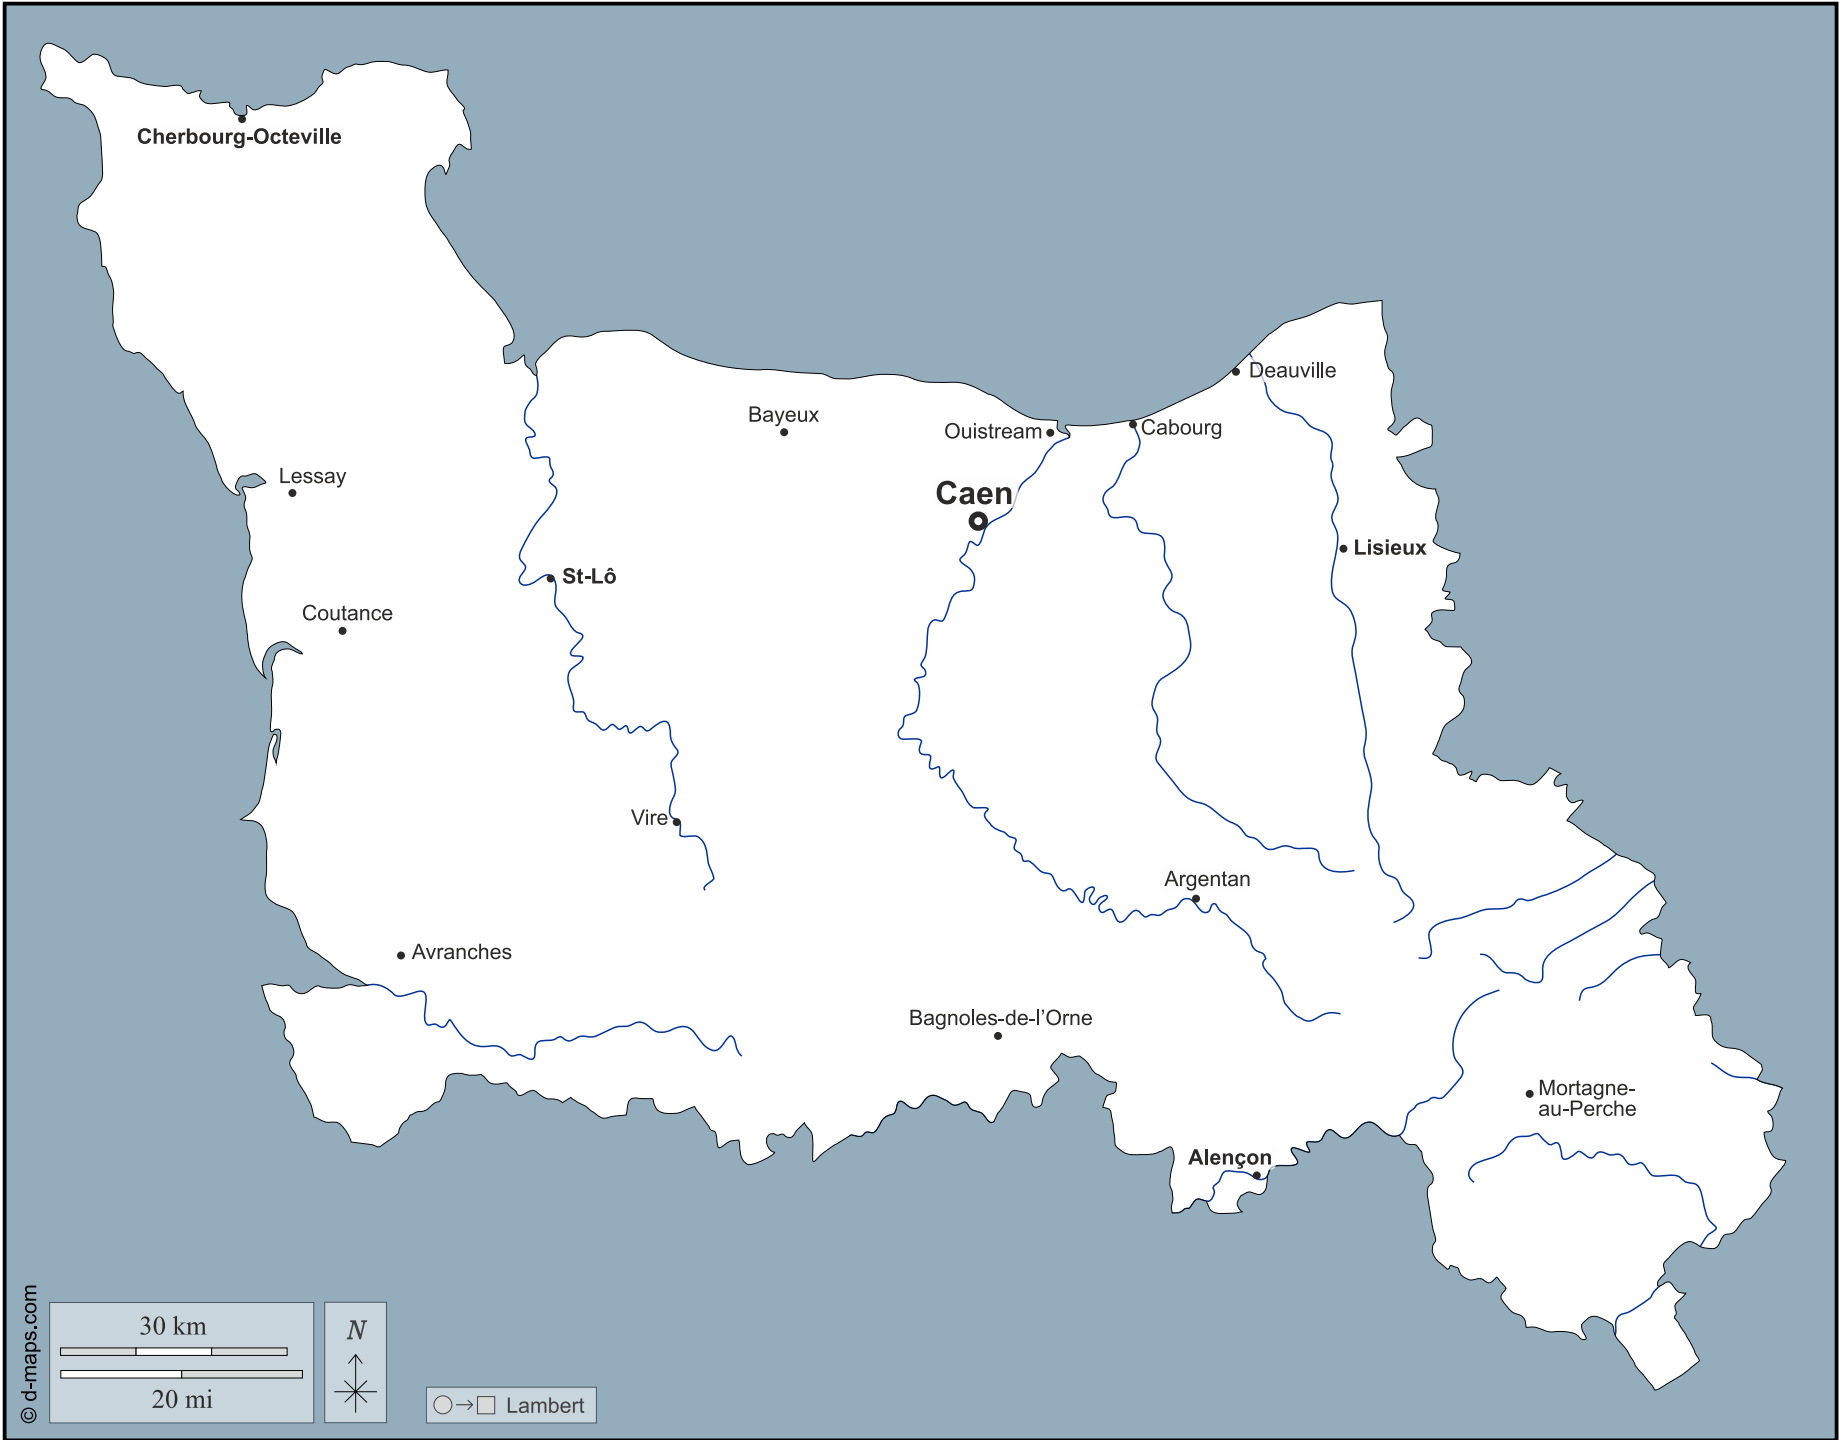 Cherbourg-Octeville
Deauville
Bayeux
Ouistream
Cabourg
Lessay
Caen
Lisieux
St-Lô
Coutance
Vire
Argentan
Avranches
Bagnoles-de-l'Orne
Mortagne-
au-Perche
Alençon
© d-maps.com
30 km
20 mi
N
Lambert